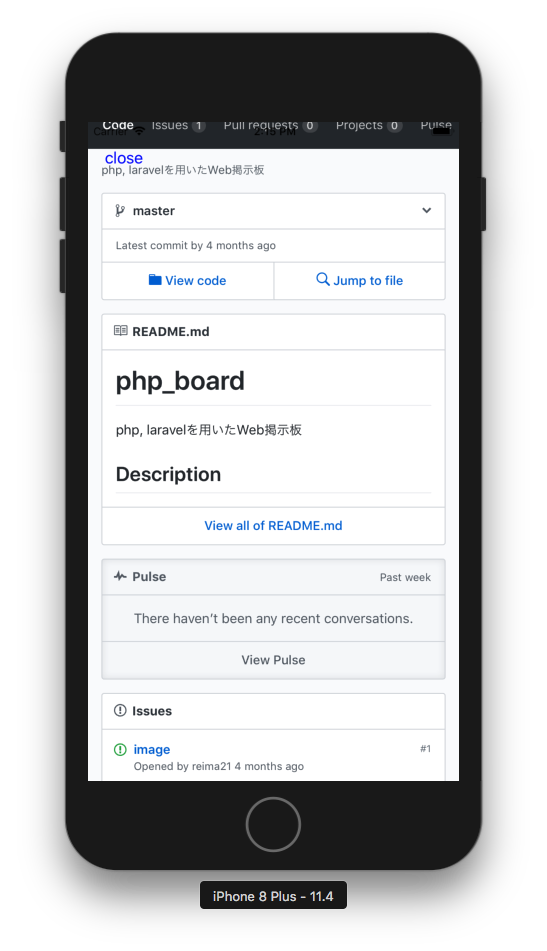 Code Issues 1 Pull requests 0 Projects 0 Pulse
Carrier 2:15 PM
close
php, laravelを用いたWeb掲示板
master
Latest commit by 4 months ago
View code Jump to file
README.md
php_board
php, laravelを用いたWeb掲示板
Description
View all of README.md
Pulse Past week
There haven't been any recent conversations.
View Pulse
Issues
image #1
Opened by reima21 4 months ago
iPhone 8 Plus - 11.4